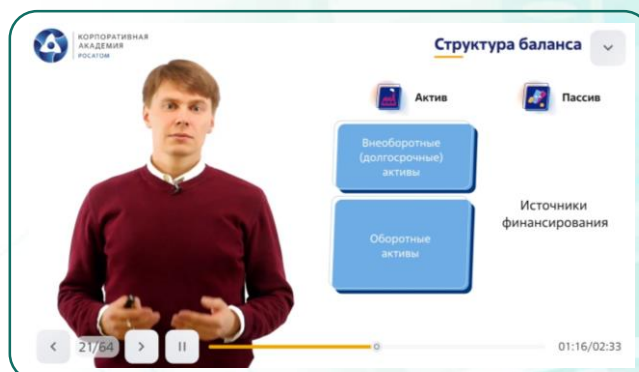 КОРПОРАТИВНАЯ
АКАДЕМИЯ
РОСАТОМ
Структура баланса
Актив
Пассив
Внеоборотные
(долгосрочные)
активы
Источники
финансирования
Оборотные
активы
21/64
01:16/02:33